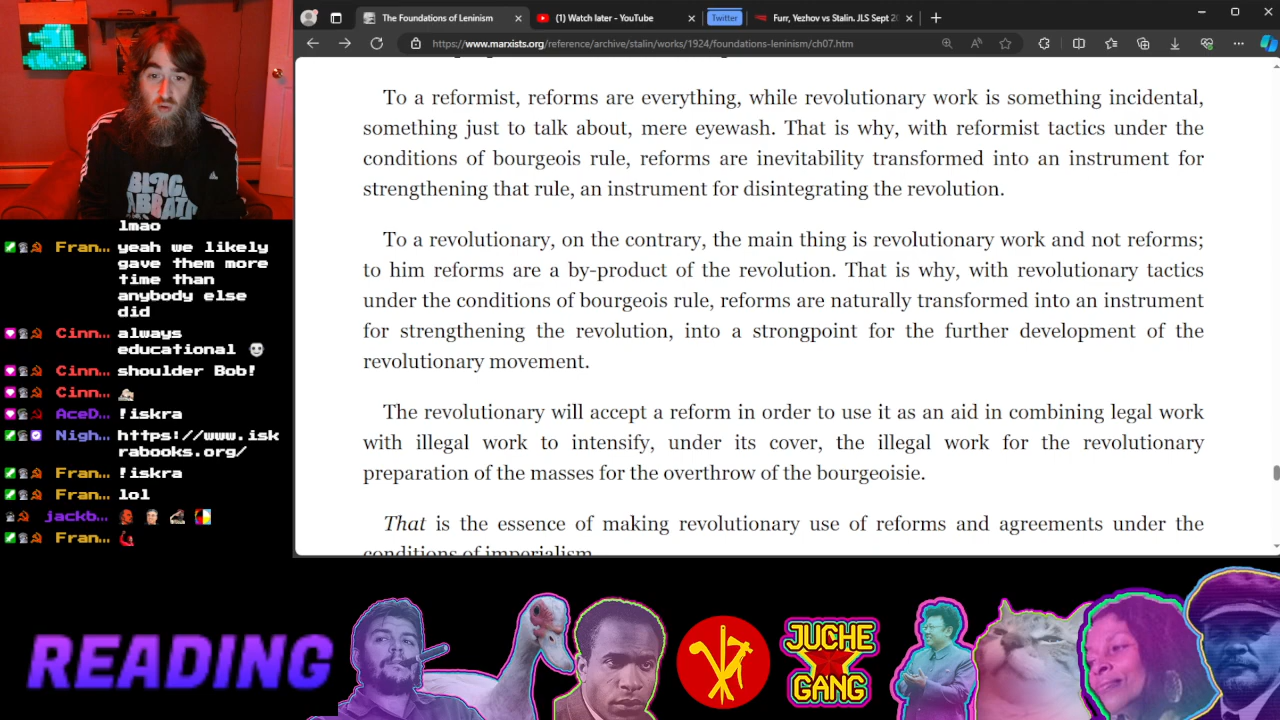 The Foundations of Leninism
(1) Watch later - YouTube
Twitter
Furr, Yezhov vs Stalin. JLS Sept 20
https://www.marxists.org/reference/archive/stalin/works/1924/foundations-leninism/ch07.htm
To a reformist, reforms are everything, while revolutionary work is something incidental,
something just to talk about, mere eyewash. That is why, with reformist tactics under the
conditions of bourgeois rule, reforms are inevitability transformed into an instrument for
strengthening that rule, an instrument for disintegrating the revolution.
To a revolutionary, on the contrary, the main thing is revolutionary work and not reforms;
to him reforms are a by-product of the revolution. That is why, with revolutionary tactics
under the conditions of bourgeois rule, reforms are naturally transformed into an instrument
for strengthening the revolution, into a strongpoint for the further development of the
revolutionary movement.
The revolutionary will accept a reform in order to use it as an aid in combining legal work
with illegal work to intensify, under its cover, the illegal work for the revolutionary
preparation of the masses for the overthrow of the bourgeoisie.
That is the essence of making revolutionary use of reforms and agreements under the
conditions of imperialism.
lmao
Fran... yeah we likely
gave them more
time than
anybody else
did
Cinn... always
educational
Cinn... shoulder Bob!
Cinn...
AceD... !iskra
Nigh... https://www.isk
rabooks.org/
Fran... !iskra
Fran... lol
jackb...
Fran...
READING
JUCHE
GANG